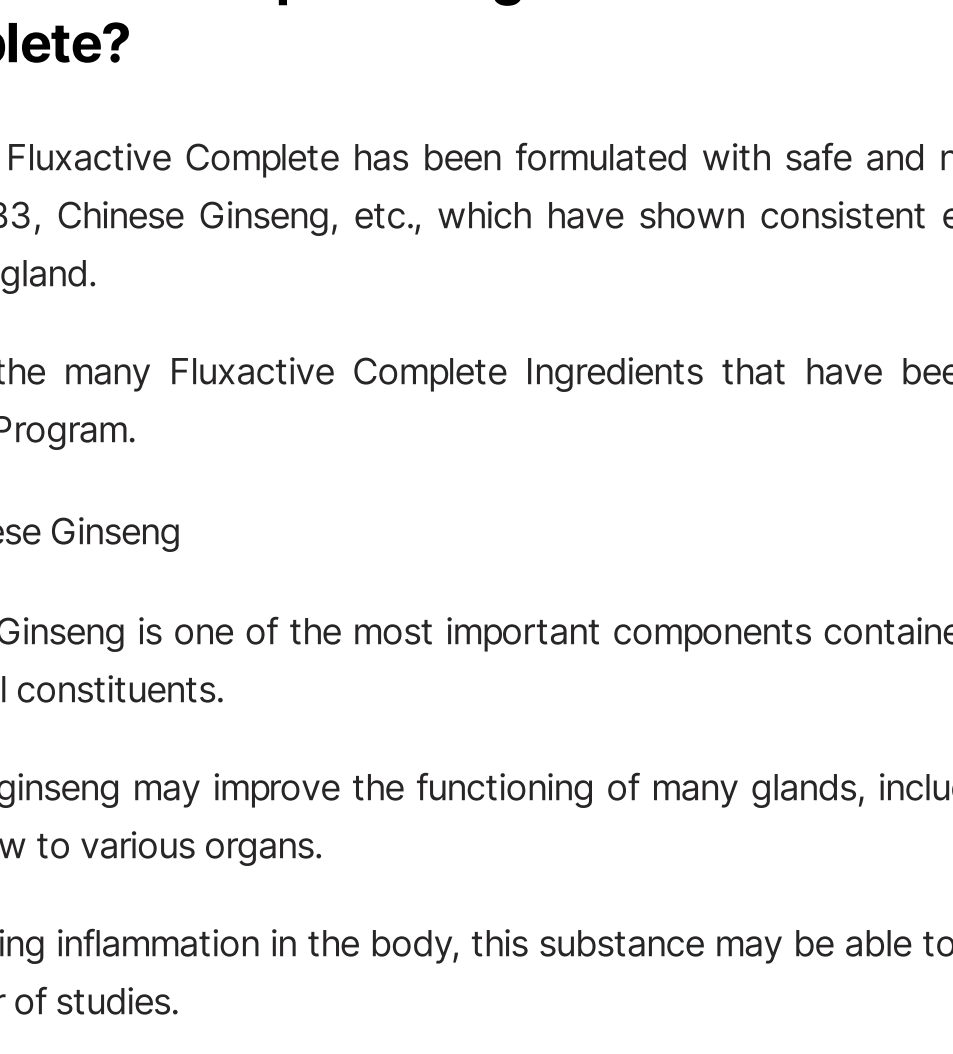 plete?
Fluxactive Complete has been formulated with safe and
33, Chinese Ginseng, etc., which have shown consistent
gland.
the many Fluxactive Complete Ingredients that have bee
Program.
ese Ginseng
Ginseng is one of the most important components containe
l constituents.
ginseng may improve the functioning of many glands, inclu
w to various organs.
ing inflammation in the body, this substance may be able to
r of studies.